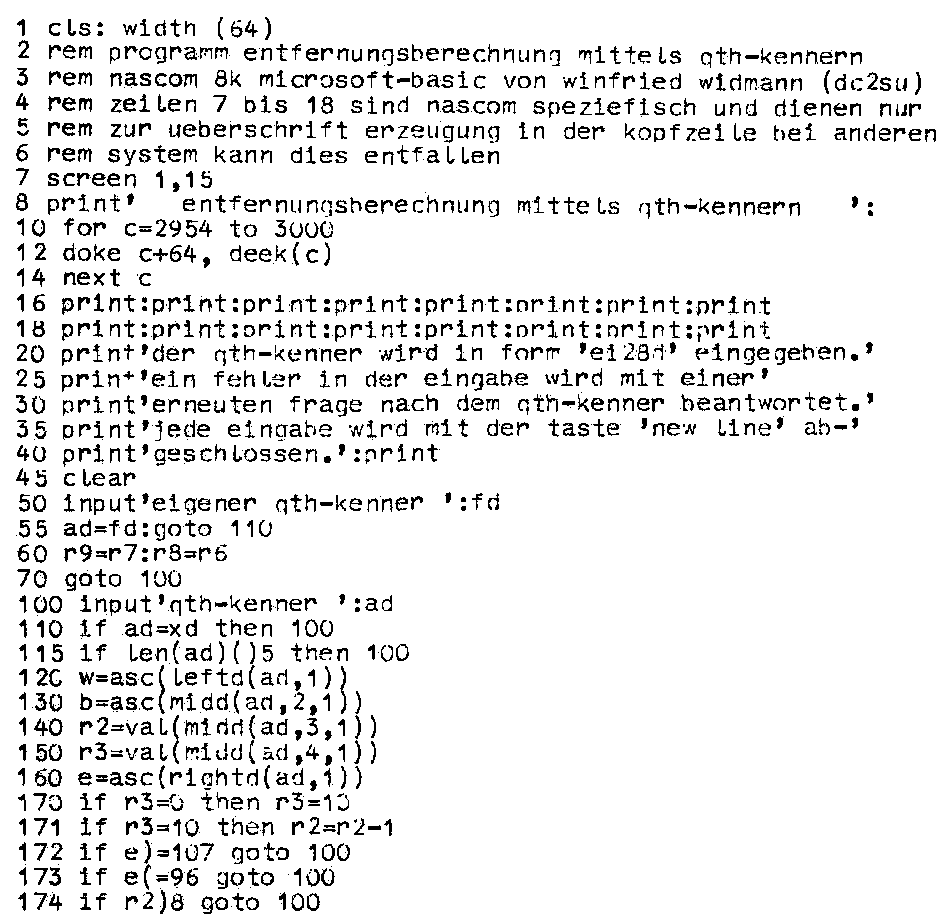 1 cls: width (64)
2 rem programm entfernungsberechnung mittels qth-kennern
3 rem nascom 8k microsoft-basic von winfried widmann (dc2su)
4 rem zeilen 7 bis 18 sind nascom speziefisch und dienen nur
5 rem zur ueberschrift erzeugung in der kopfzeile bei anderen
6 rem system kann dies entfallen
7 screen 1,15
8 print'   entfernungsberechnung mittels qth-kennern   ':
10 for c=2954 to 3000
12 doke c+64, deek(c)
14 next c
16 print:print:print:print:print:print:print:print
18 print:print:print:print:print:print:print:print
20 print'der qth-kenner wird in form 'ei28d' eingegeben.'
25 print'ein fehler in der eingabe wird mit einer'
30 print'erneuten frage nach dem qth-kenner beantwortet.'
35 print'jede eingabe wird mit der taste 'new line' ab-'
40 print'geschlossen.':print
45 clear
50 input'eigener qth-kenner ':fd
55 ad=fd:goto 110
60 r9=r7:r8=r6
70 goto 100
100 input'qth-kenner ':ad
110 if ad=xd then 100
115 if len(ad)()5 then 100
120 w=asc(leftd(ad,1))
130 b=asc(midd(ad,2,1))
140 r2=val(midd(ad,3,1))
150 r3=val(midd(ad,4,1))
160 e=asc(rightd(ad,1))
170 if r3=0 then r3=10
171 if r3=10 then r2=r2-1
172 if e)=107 goto 100
173 if e(=96 goto 100
174 if r2)8 goto 100